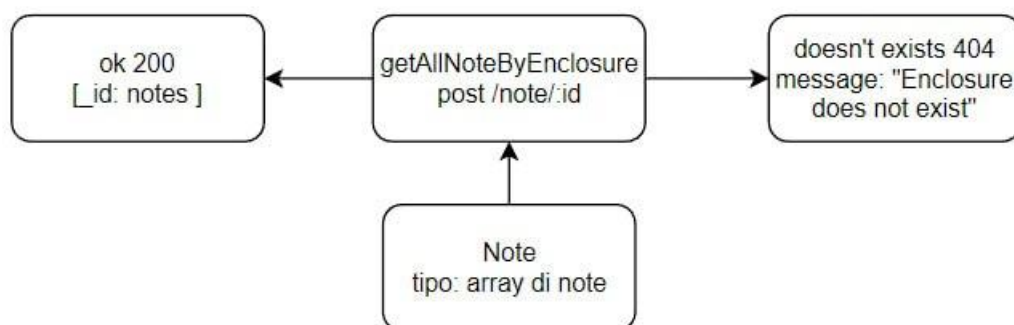 ok 200
[_id: notes ]
getAllNoteByEnclosure
post /note/:id
doesn't exists 404
message: "Enclosure
does not exist"
Note
tipo: array di note